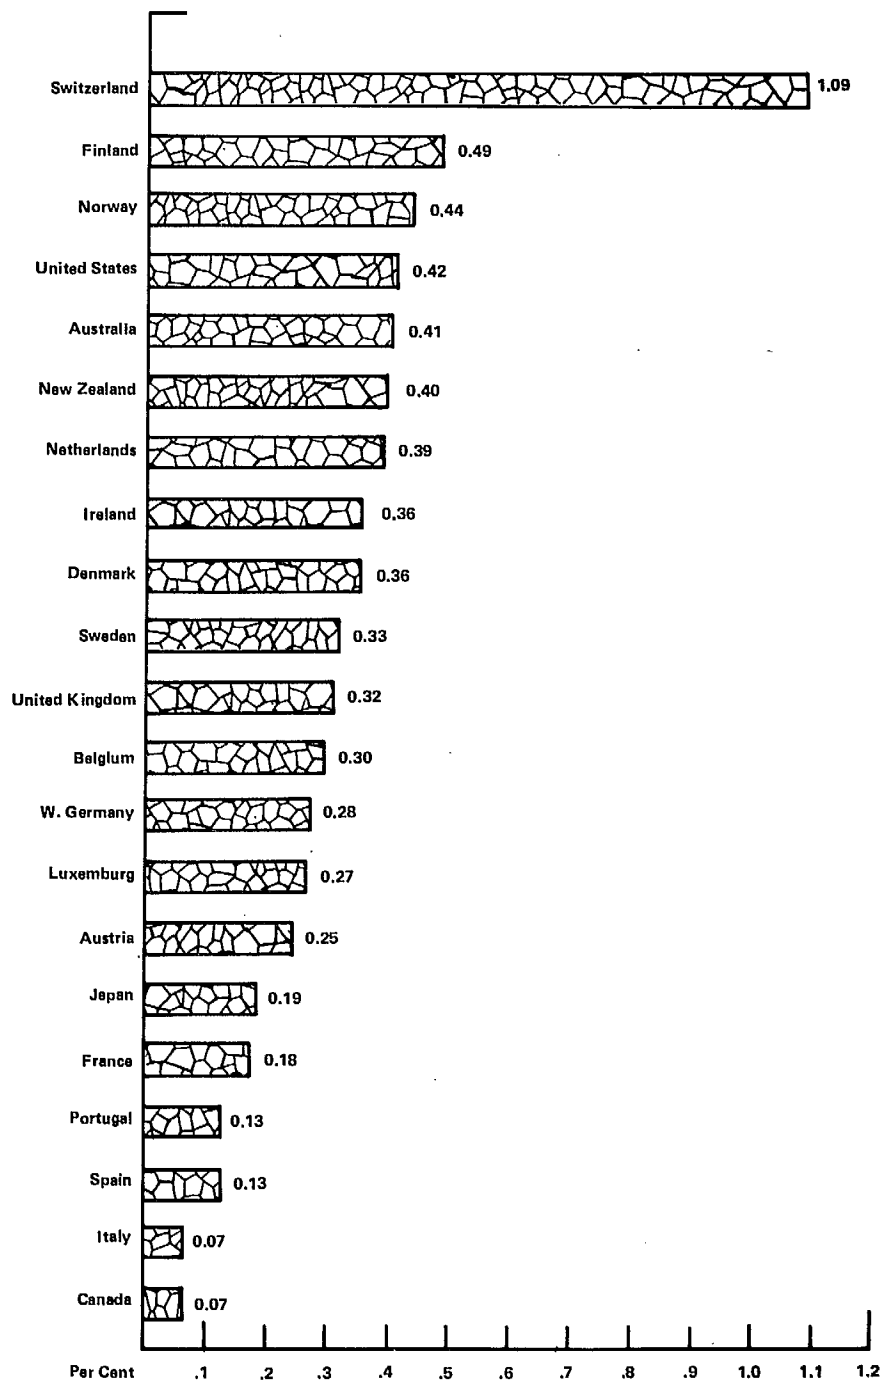 Switzerland 1.09
Finland 0.49
Norway 0.44
United States 0.42
Australia 0.41
New Zealand 0.40
Netherlands 0.39
Ireland 0.36
Denmark 0.36
Sweden 0.33
United Kingdom 0.32
Belgium 0.30
W. Germany 0.28
Luxemburg 0.27
Austria 0.25
Japan 0.19
France 0.18
Portugal 0.13
Spain 0.13
Italy 0.07
Canada 0.07
Per Cent .1 .2 .3 .4 .5 .6 .7 .8 .9 1.0 1.1 1.2